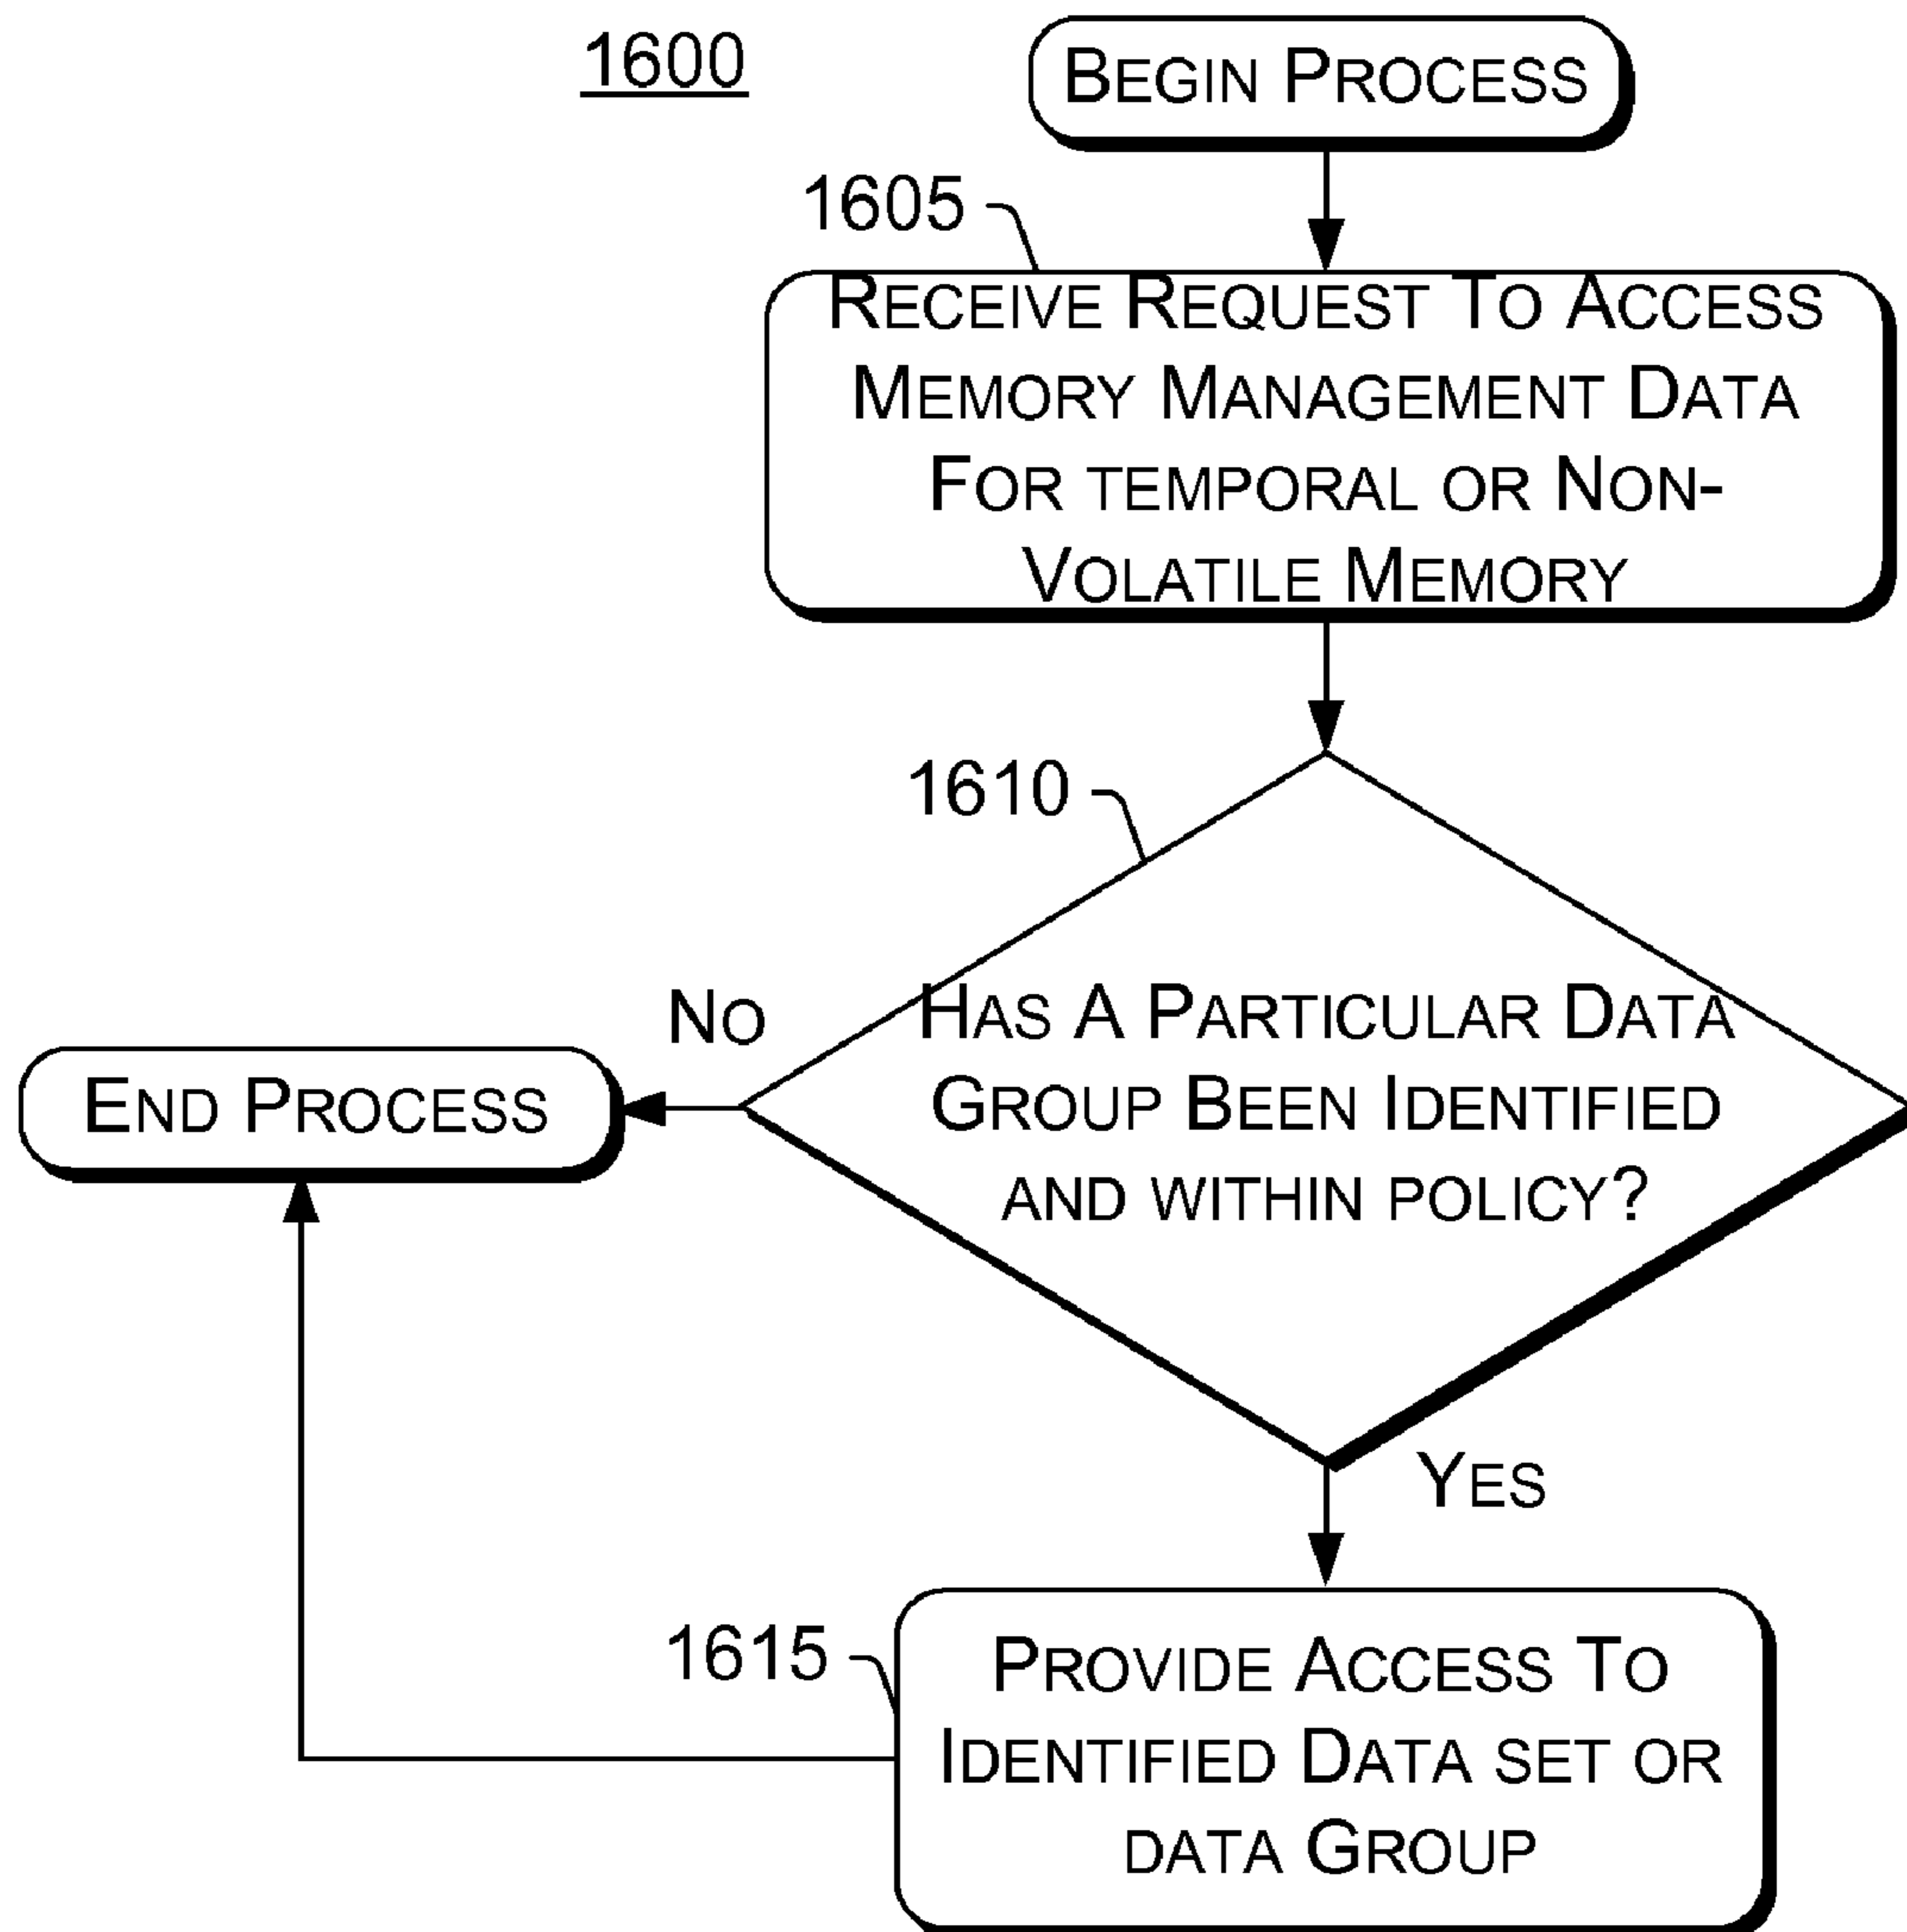 1600
BEGIN PROCESS
1605
RECEIVE REQUEST TO ACCESS
MEMORY MANAGEMENT DATA
FOR TEMPORAL OR NON-
VOLATILE MEMORY
1610
NO
HAS A PARTICULAR DATA
GROUP BEEN IDENTIFIED
AND WITHIN POLICY?
END PROCESS
YES
1615
PROVIDE ACCESS TO
IDENTIFIED DATA SET OR
DATA GROUP